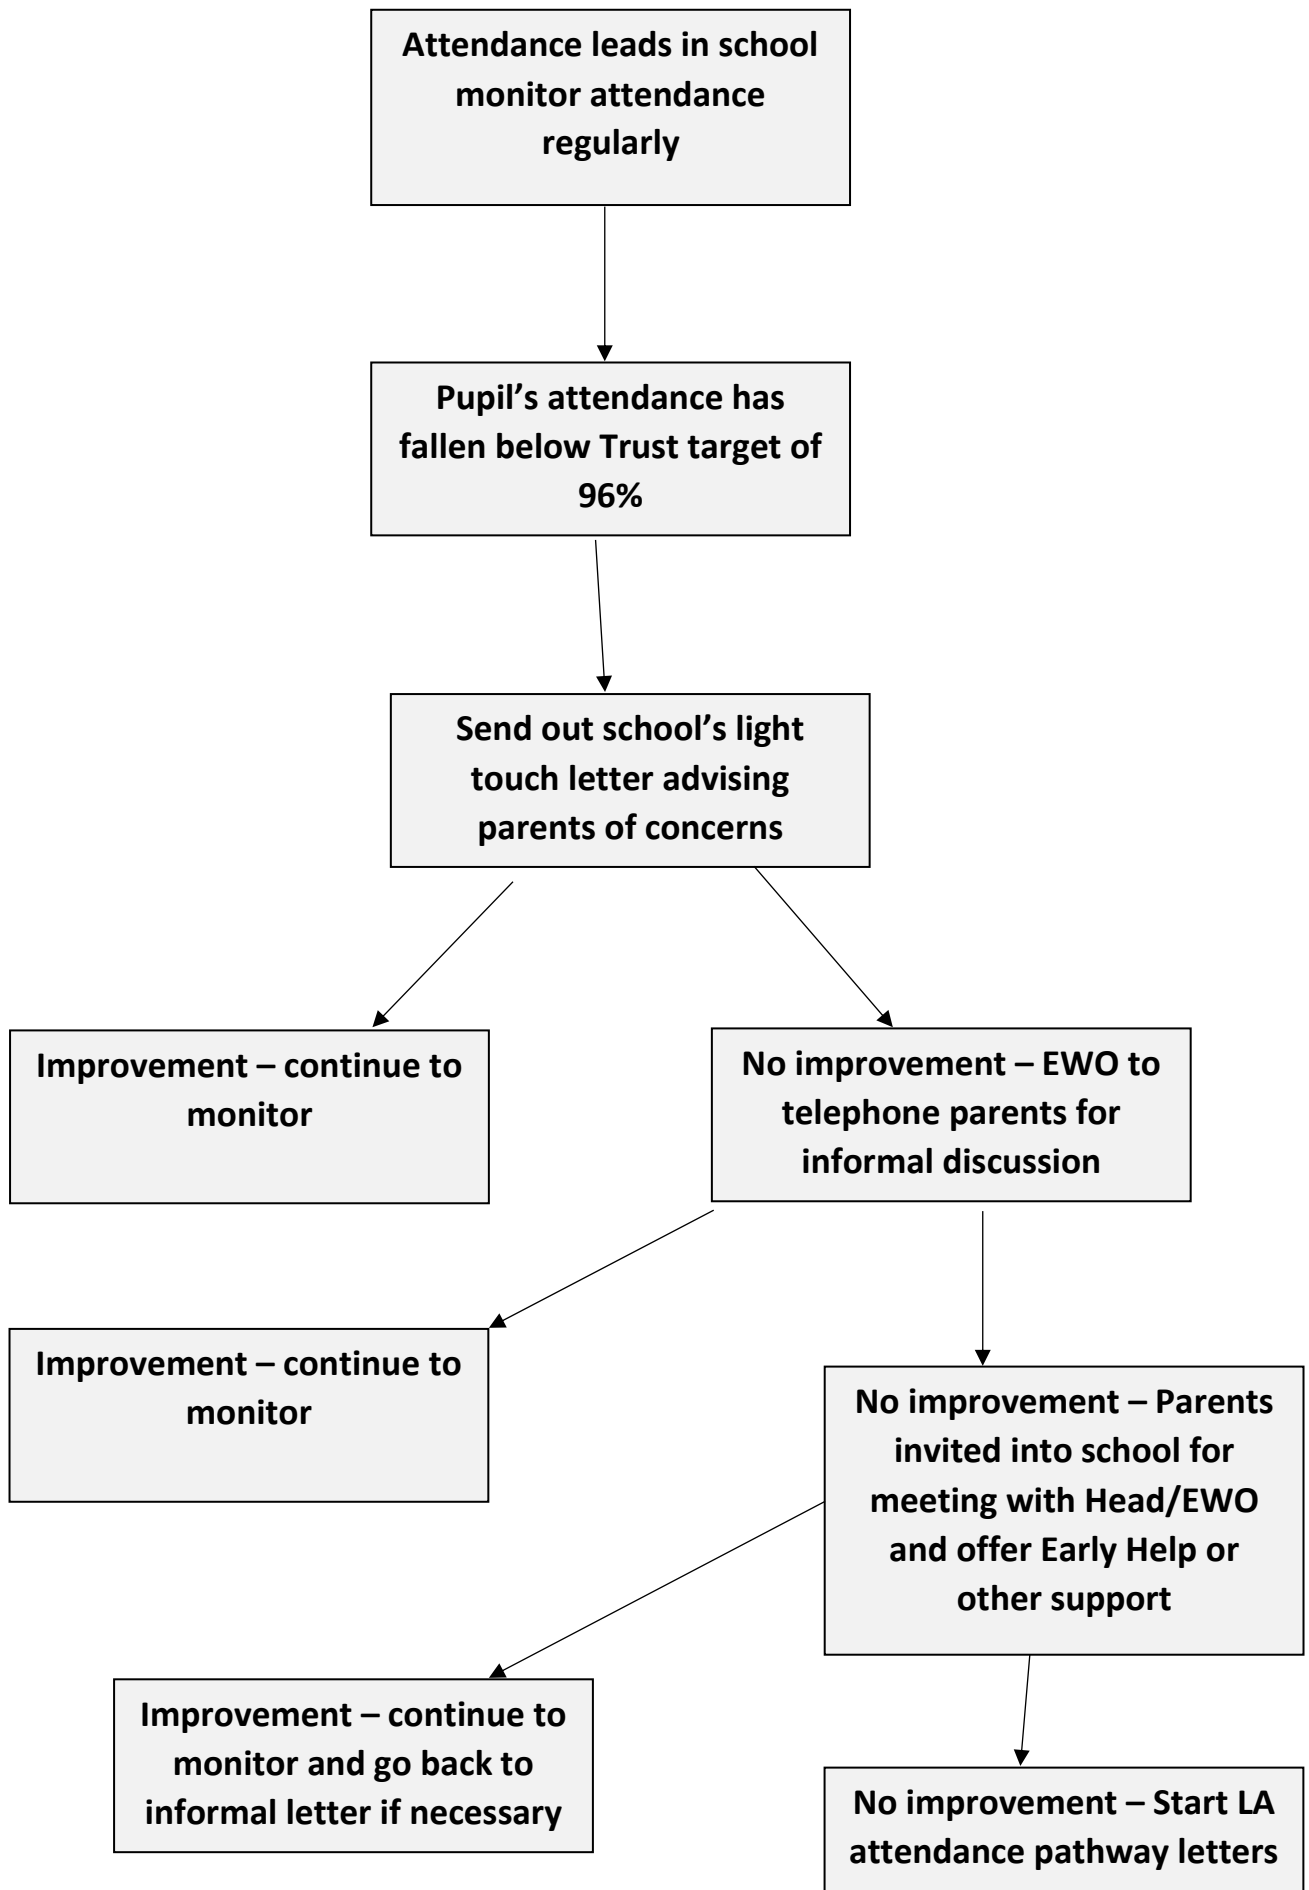 Attendance leads in school
monitor attendance
regularly
Pupil’s attendance has
fallen below Trust target of
96%
Send out school’s light
touch letter advising
parents of concerns
Improvement – continue to
monitor
No improvement – EWO to
telephone parents for
informal discussion
Improvement – continue to
monitor
No improvement – Parents
invited into school for
meeting with Head/EWO
and offer Early Help or
other support
Improvement – continue to
monitor and go back to
informal letter if necessary
No improvement – Start LA
attendance pathway letters